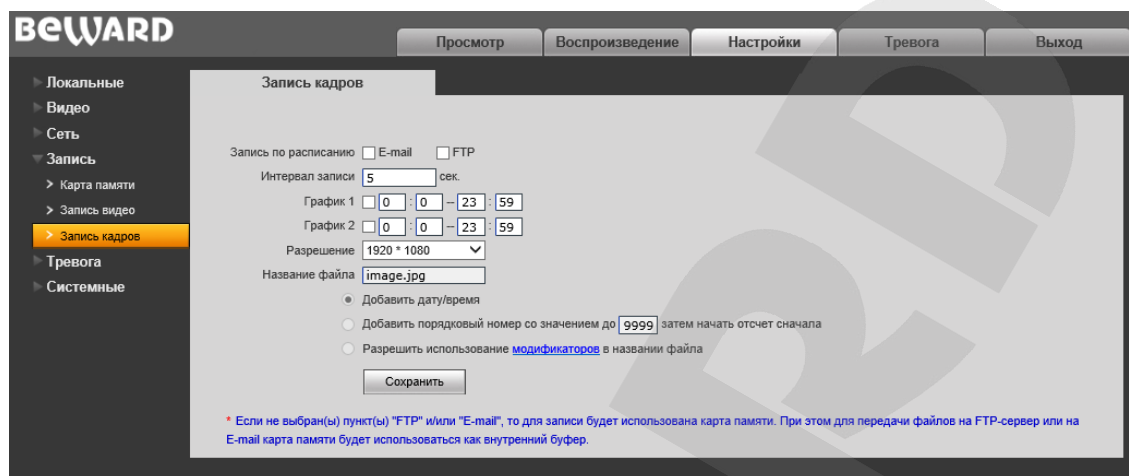 BEWARD
Просмотр Воспроизведение Настройки Тревога Выход
Локальные
Видео
Сеть
Запись
Карта памяти
Запись видео
Запись кадров
Тревога
Системные
Запись кадров
Запись по расписанию E-mail FTP
Интервал записи 5 сек.
График 1 0 : 0 -- 23 : 59
График 2 0 : 0 -- 23 : 59
Разрешение 1920 * 1080
Название файла image.jpg
Добавить дату/время
Добавить порядковый номер со значением до 9999 затем начать отсчет сначала
Разрешить использование модификаторов в названии файла
Сохранить
* Если не выбран(ы) пункт(ы) "FTP" и/или "E-mail", то для записи будет использована карта памяти. При этом для передачи файлов на FTP-сервер или на
E-mail карта памяти будет использоваться как внутренний буфер.